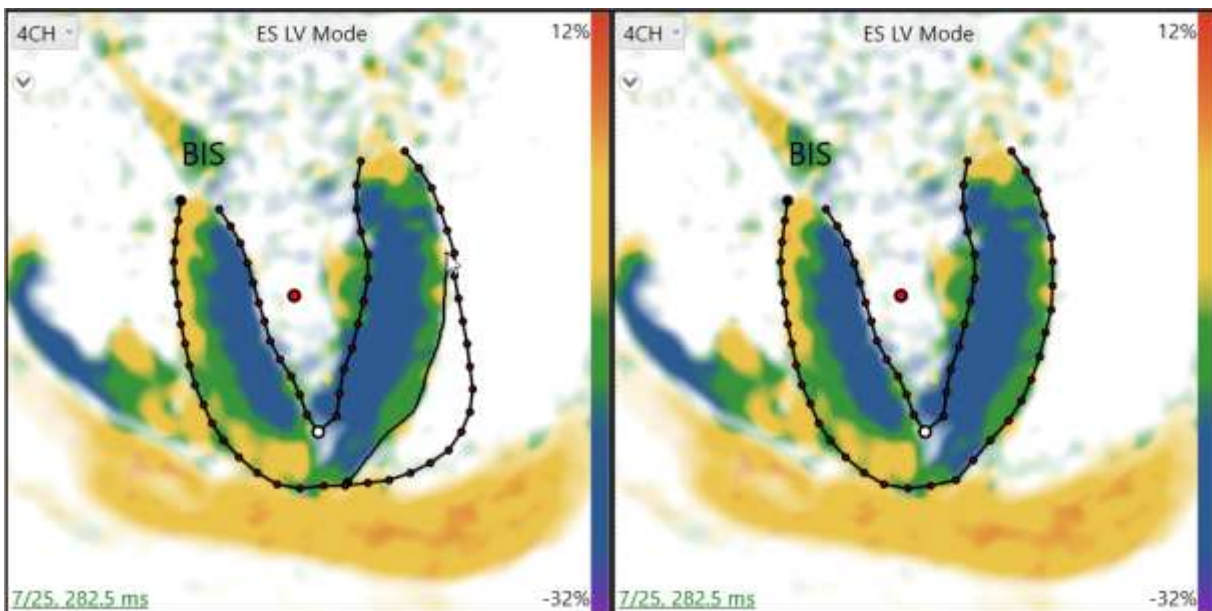 4CH ES LV Mode 12%
BIS
7/25, 282.5 ms -32%
4CH ES LV Mode 12%
BIS
7/25, 282.5 ms -32%